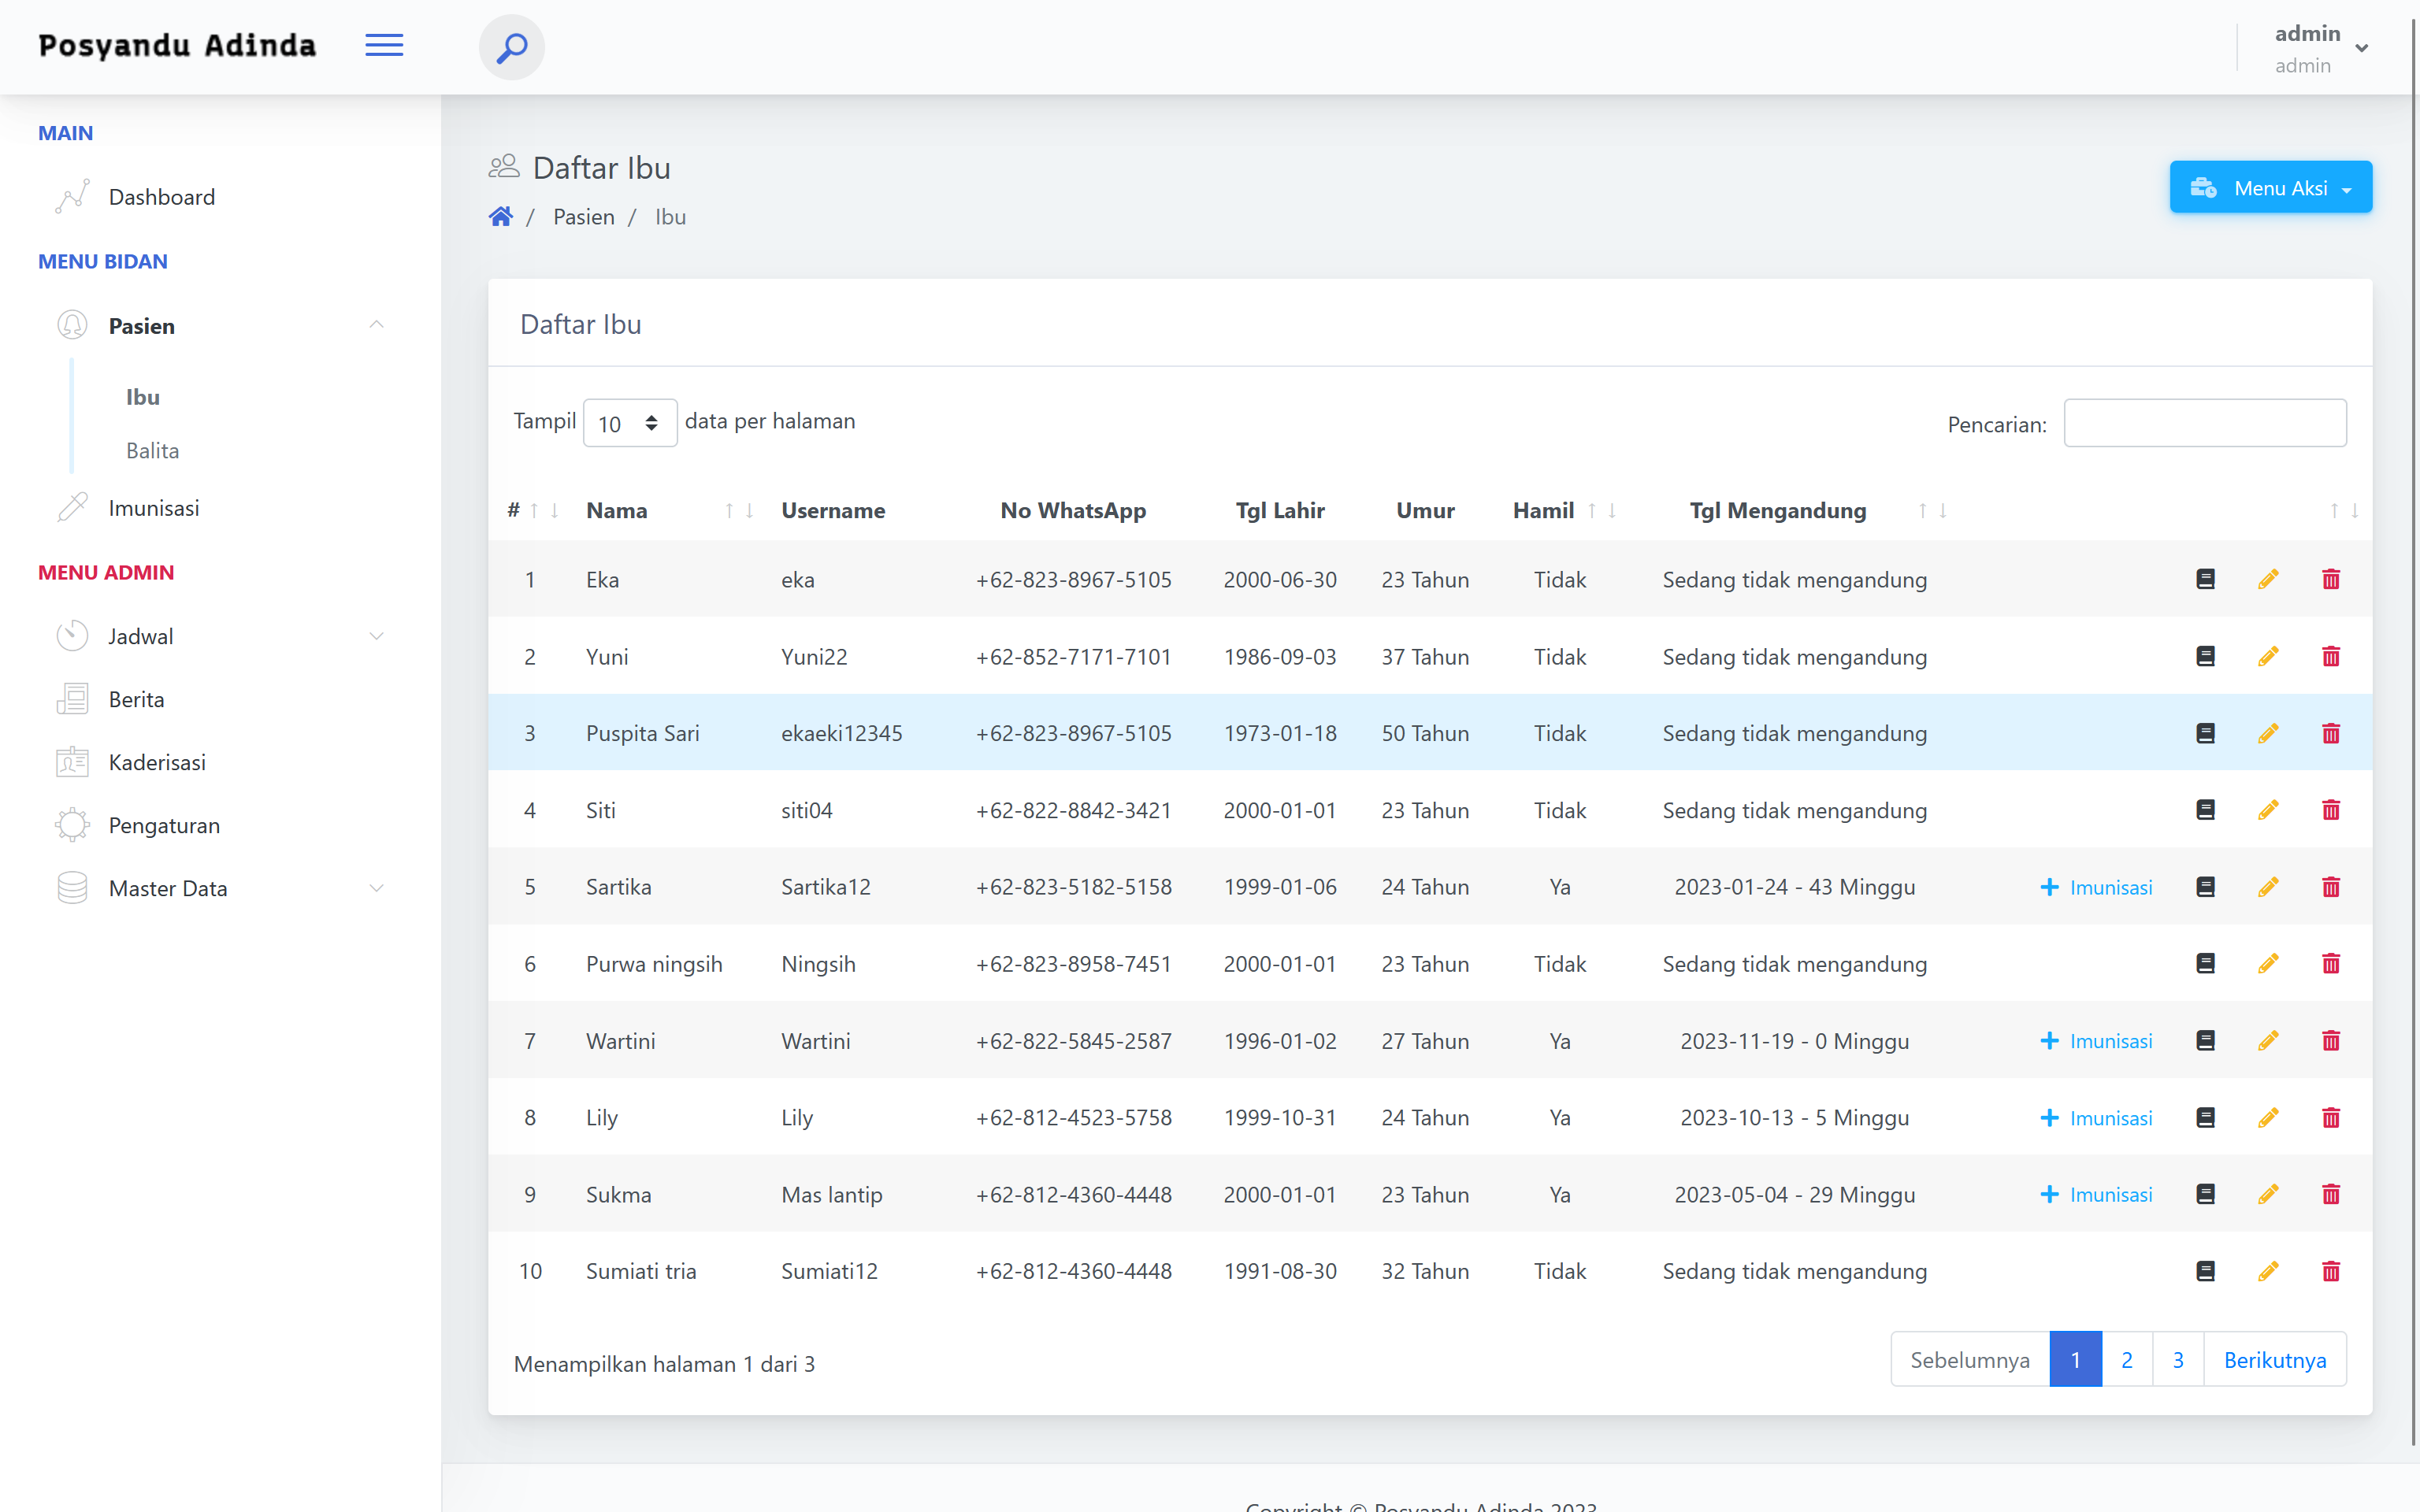 Posyandu Adinda
admin
admin
MAIN
Dashboard
MENU BIDAN
Pasien
Ibu
Balita
Imunisasi
MENU ADMIN
Jadwal
Berita
Kaderisasi
Pengaturan
Master Data
Daftar Ibu
/ Pasien / Ibu
Menu Aksi
Daftar Ibu
Tampil 10 data per halaman
Pencarian:
# Nama Username No WhatsApp Tgl Lahir Umur Hamil Tgl Mengandung
1 Eka eka +62-823-8967-5105 2000-06-30 23 Tahun Tidak Sedang tidak mengandung
2 Yuni Yuni22 +62-852-7171-7101 1986-09-03 37 Tahun Tidak Sedang tidak mengandung
3 Puspita Sari ekaeki12345 +62-823-8967-5105 1973-01-18 50 Tahun Tidak Sedang tidak mengandung
4 Siti siti04 +62-822-8842-3421 2000-01-01 23 Tahun Tidak Sedang tidak mengandung
5 Sartika Sartika12 +62-823-5182-5158 1999-01-06 24 Tahun Ya 2023-01-24 - 43 Minggu + Imunisasi
6 Purwa ningsih Ningsih +62-823-8958-7451 2000-01-01 23 Tahun Tidak Sedang tidak mengandung
7 Wartini Wartini +62-822-5845-2587 1996-01-02 27 Tahun Ya 2023-11-19 - 0 Minggu + Imunisasi
8 Lily Lily +62-812-4523-5758 1999-10-31 24 Tahun Ya 2023-10-13 - 5 Minggu + Imunisasi
9 Sukma Mas lantip +62-812-4360-4448 2000-01-01 23 Tahun Ya 2023-05-04 - 29 Minggu + Imunisasi
10 Sumiati tria Sumiati12 +62-812-4360-4448 1991-08-30 32 Tahun Tidak Sedang tidak mengandung
Menampilkan halaman 1 dari 3
Sebelumnya 1 2 3 Berikutnya
Copyright © Posyandu Adinda 2023